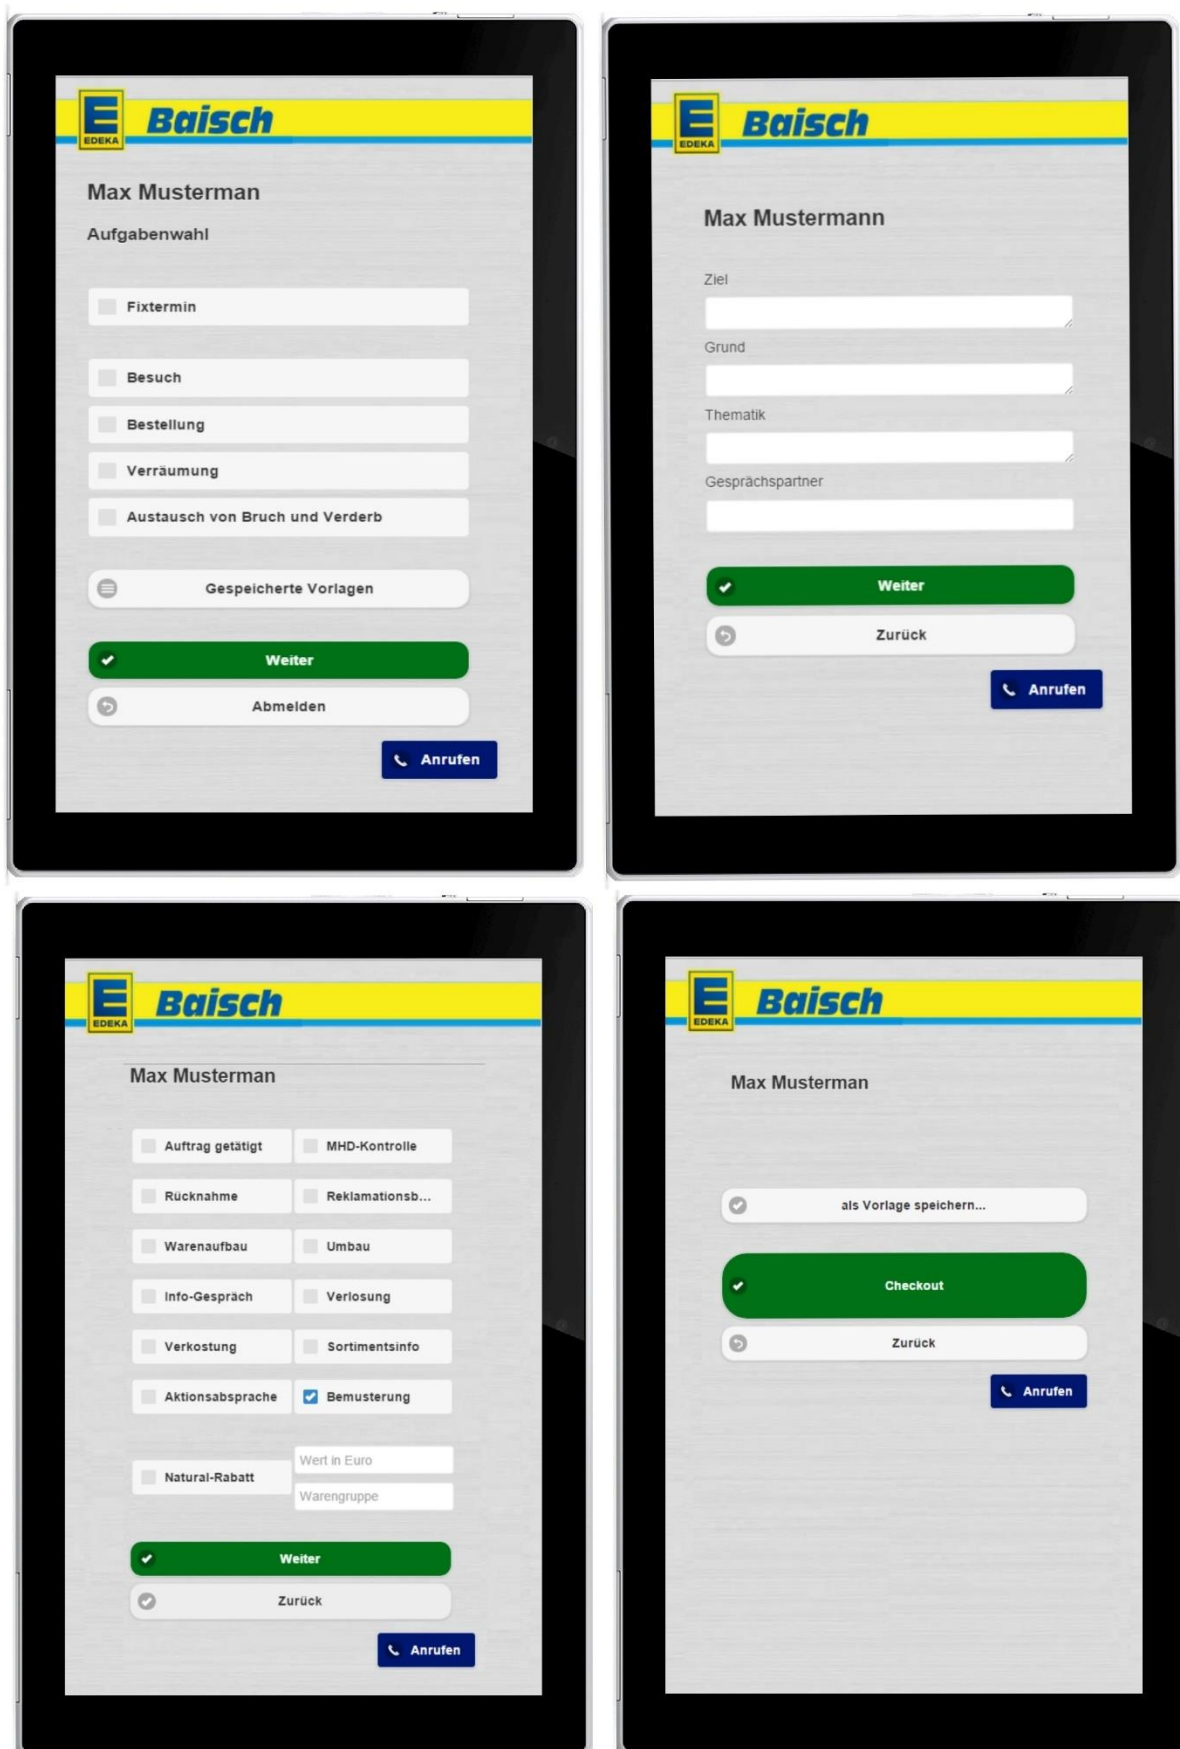 EDEKA
Baisch
Max Musterman
Aufgabenwahl
Fixtermin
Besuch
Bestellung
Verräumung
Austausch von Bruch und Verderb
Gespeicherte Vorlagen
Weiter
Abmelden
Anrufen
EDEKA
Baisch
Max Mustermann
Ziel
Grund
Thematik
Gesprächspartner
Weiter
Zurück
Anrufen
EDEKA
Baisch
Max Musterman
Auftrag getätigt MHD-Kontrolle
Rücknahme Reklamationsb...
Warenaufbau Umbau
Info-Gespräch Verlosung
Verkostung Sortimentsinfo
Aktionsabsprache Bemusterung
Wert in Euro
Natural-Rabatt
Warengruppe
Weiter
Zurück
Anrufen
EDEKA
Baisch
Max Musterman
als Vorlage speichern...
Checkout
Zurück
Anrufen